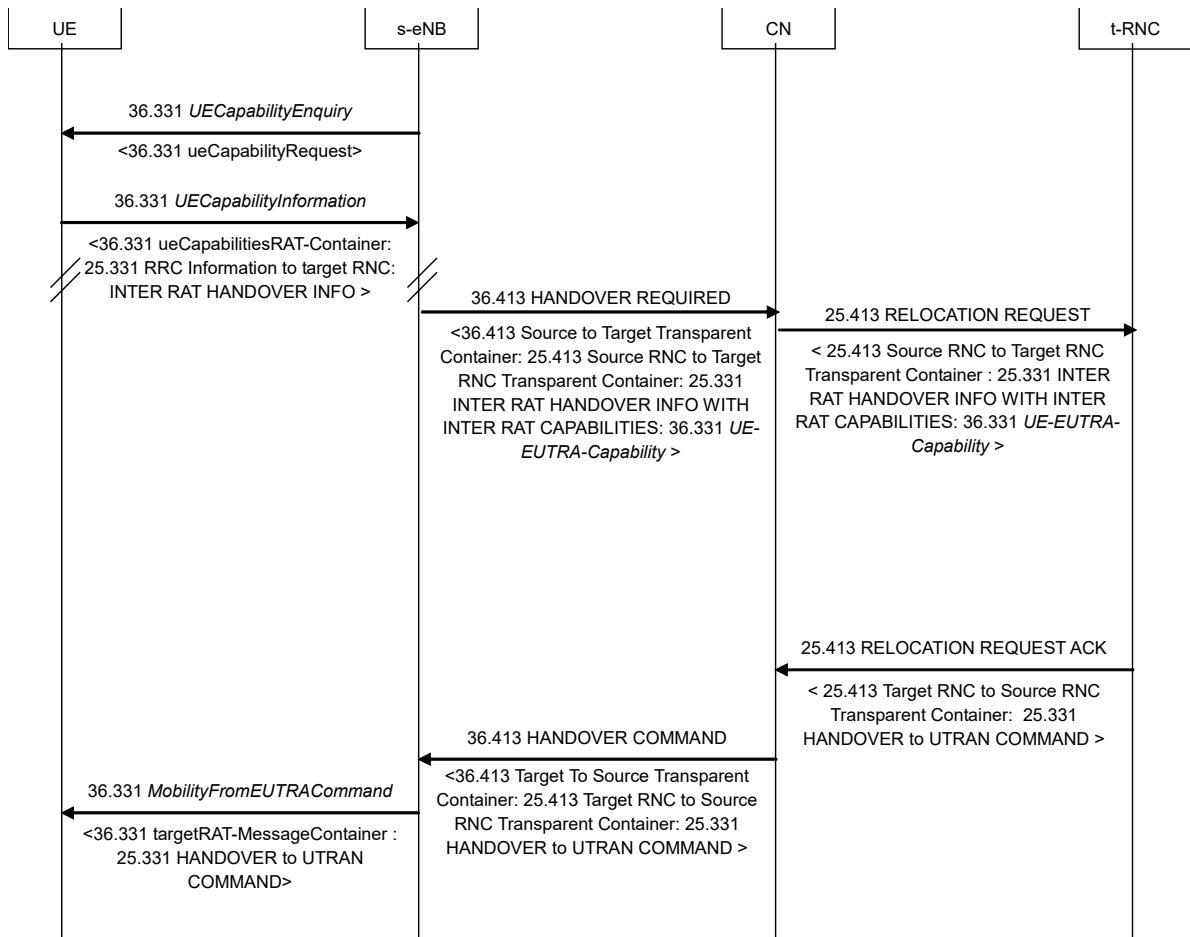 UE
s-eNB
CN
t-RNC
36.331 UECapabilityEnquiry
<36.331 ueCapabilityRequest>
36.331 UECapabilityInformation
<36.331 ueCapabilitiesRAT-Container:
25.331 RRC Information to target RNC:
INTER RAT HANDOVER INFO >
36.413 HANDOVER REQUIRED
<36.413 Source to Target Transparent
Container: 25.413 Source RNC to Target
RNC Transparent Container: 25.331
INTER RAT HANDOVER INFO WITH
INTER RAT CAPABILITIES: 36.331 UE-
EUTRA-Capability >
25.413 RELOCATION REQUEST
< 25.413 Source RNC to Target RNC
Transparent Container : 25.331 INTER
RAT HANDOVER INFO WITH INTER
RAT CAPABILITIES: 36.331 UE-EUTRA-
Capability >
25.413 RELOCATION REQUEST ACK
< 25.413 Target RNC to Source RNC
Transparent Container: 25.331
HANDOVER to UTRAN COMMAND >
36.413 HANDOVER COMMAND
<36.413 Target To Source Transparent
Container: 25.413 Target RNC to Source
RNC Transparent Container: 25.331
HANDOVER to UTRAN COMMAND >
36.331 MobilityFromEUTRACommand
<36.331 targetRAT-MessageContainer :
25.331 HANDOVER to UTRAN
COMMAND>